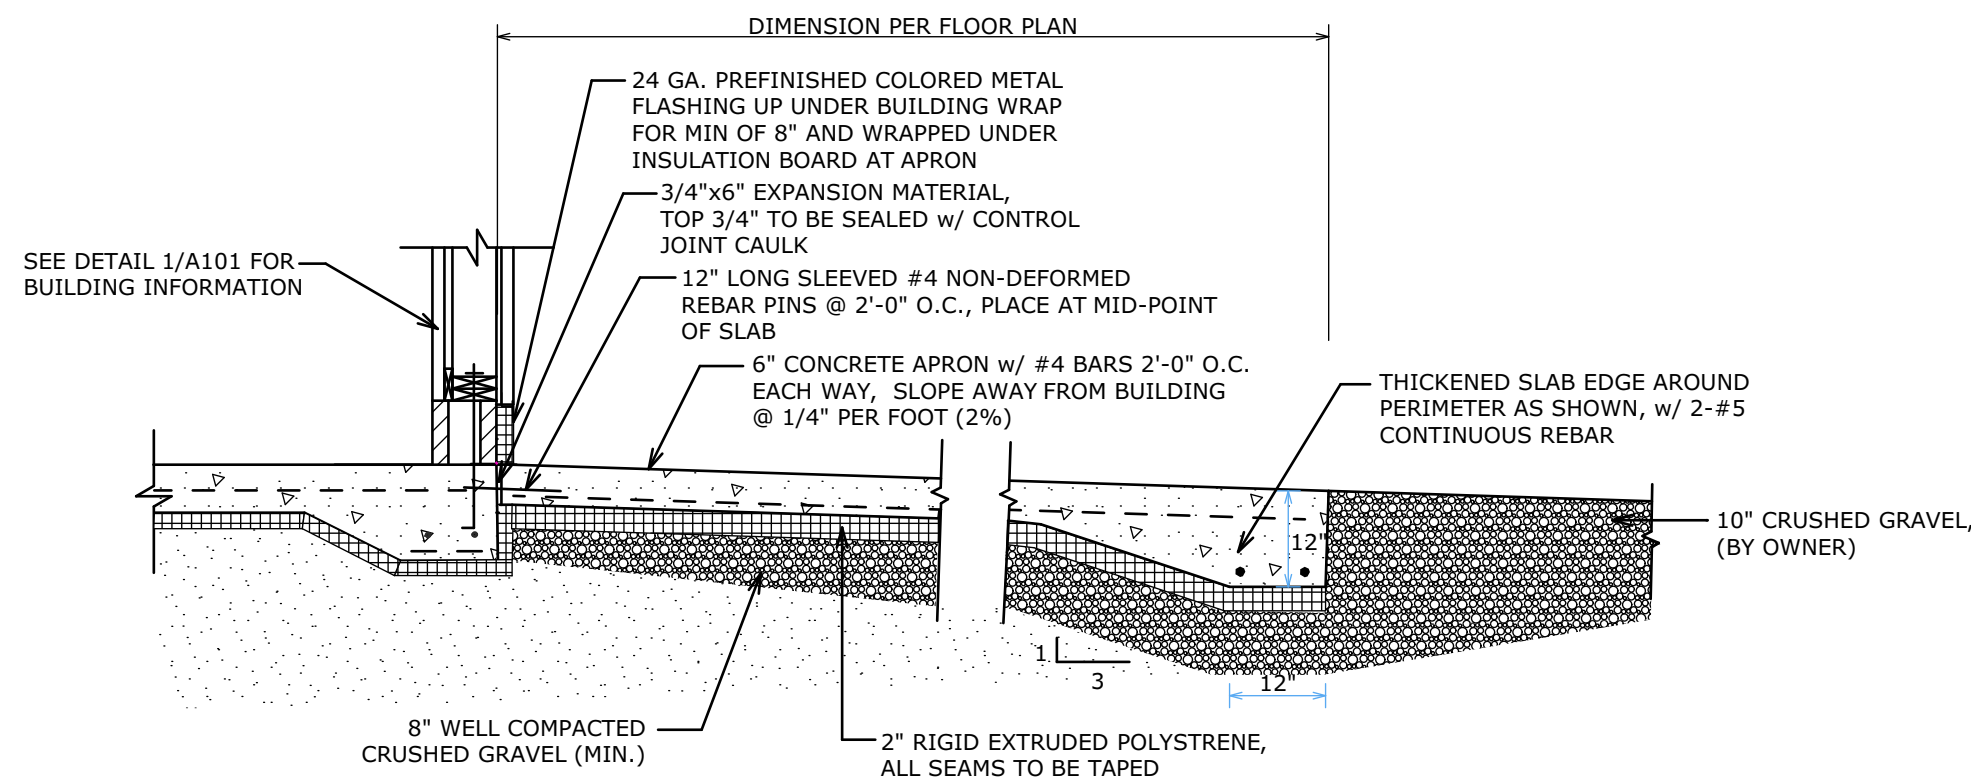 DIMENSION PER FLOOR PLAN
24 GA. PREFINISHED COLORED METAL
FLASHING UP UNDER BUILDING WRAP
FOR MIN OF 8" AND WRAPPED UNDER
INSULATION BOARD AT APRON
3/4"x6" EXPANSION MATERIAL,
TOP 3/4" TO BE SEALED w/ CONTROL
JOINT CAULK
SEE DETAIL 1/A101 FOR
BUILDING INFORMATION
12" LONG SLEEVED #4 NON-DEFORMED
REBAR PINS @ 2'-0" O.C., PLACE AT MID-POINT
OF SLAB
6" CONCRETE APRON w/ #4 BARS 2'-0" O.C.
EACH WAY, SLOPE AWAY FROM BUILDING
@ 1/4" PER FOOT (2%)
THICKENED SLAB EDGE AROUND
PERIMETER AS SHOWN, w/ 2-#5
CONTINUOUS REBAR
10" CRUSHED GRAVEL,
(BY OWNER)
12"
1
3
12"
8" WELL COMPACTED
CRUSHED GRAVEL (MIN.)
2" RIGID EXTRUDED POLYSTRENE,
ALL SEAMS TO BE TAPED